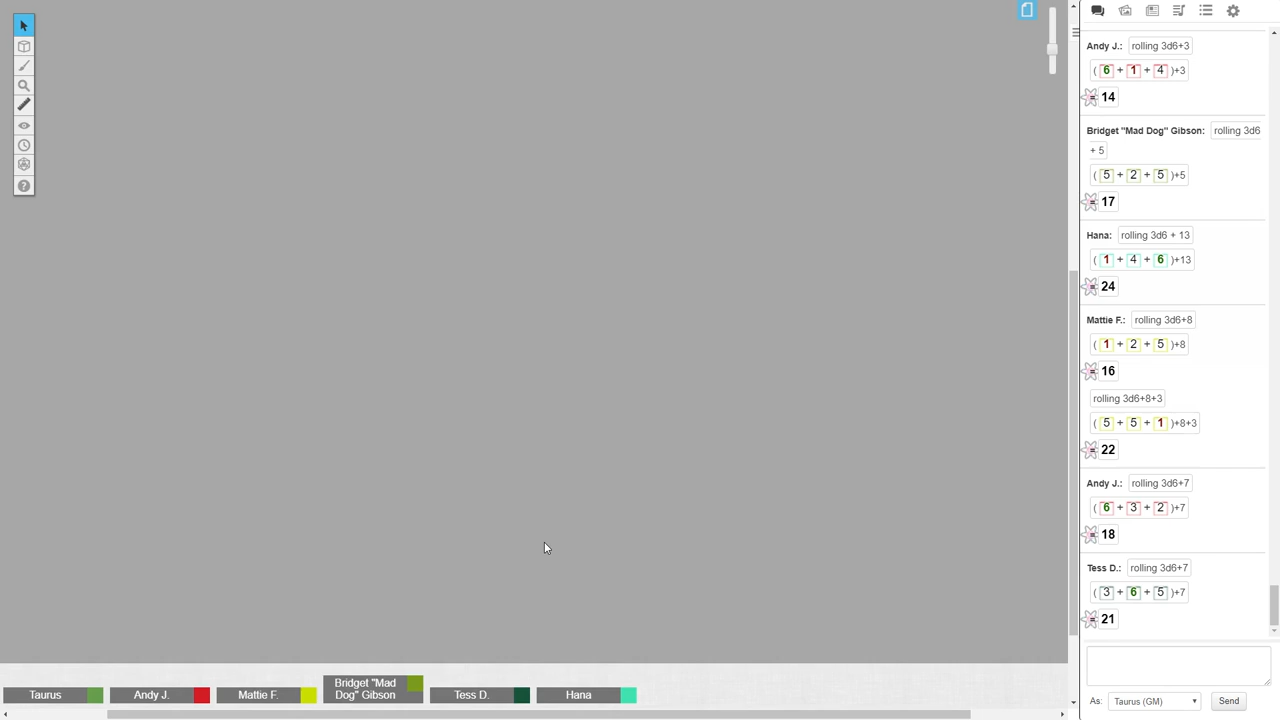 Andy J.: rolling 3d6+3
( 6 + 1 + 4 )+3
= 14
Bridget "Mad Dog" Gibson: rolling 3d6
+ 5
( 5 + 2 + 5 )+5
= 17
Hana: rolling 3d6 + 13
( 1 + 4 + 6 )+13
= 24
Mattie F.: rolling 3d6+8
( 1 + 2 + 5 )+8
= 16
rolling 3d6+8+3
( 5 + 5 + 1 )+8+3
= 22
Andy J.: rolling 3d6+7
( 6 + 3 + 2 )+7
= 18
Tess D.: rolling 3d6+7
( 3 + 6 + 5 )+7
= 21
As: Taurus (GM) Send
Taurus
Andy J.
Mattie F.
Bridget "Mad
Dog" Gibson
Tess D.
Hana